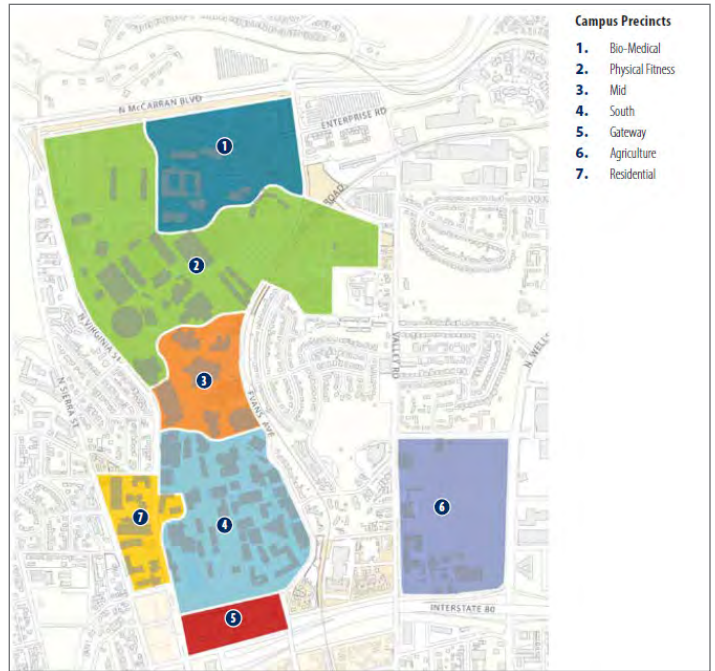 Campus Precincts
1. Bio-Medical
2. Physical Fitness
3. Mid
4. South
5. Gateway
6. Agriculture
7. Residential
N McCARRAN BLVD
ENTERPRISE RD
1
ROAD
2
N VIRGINIA ST
VALLEY RD
N WELL
N SIERRA ST
3
EVANS AVE
6
7
4
INTERSTATE 80
5